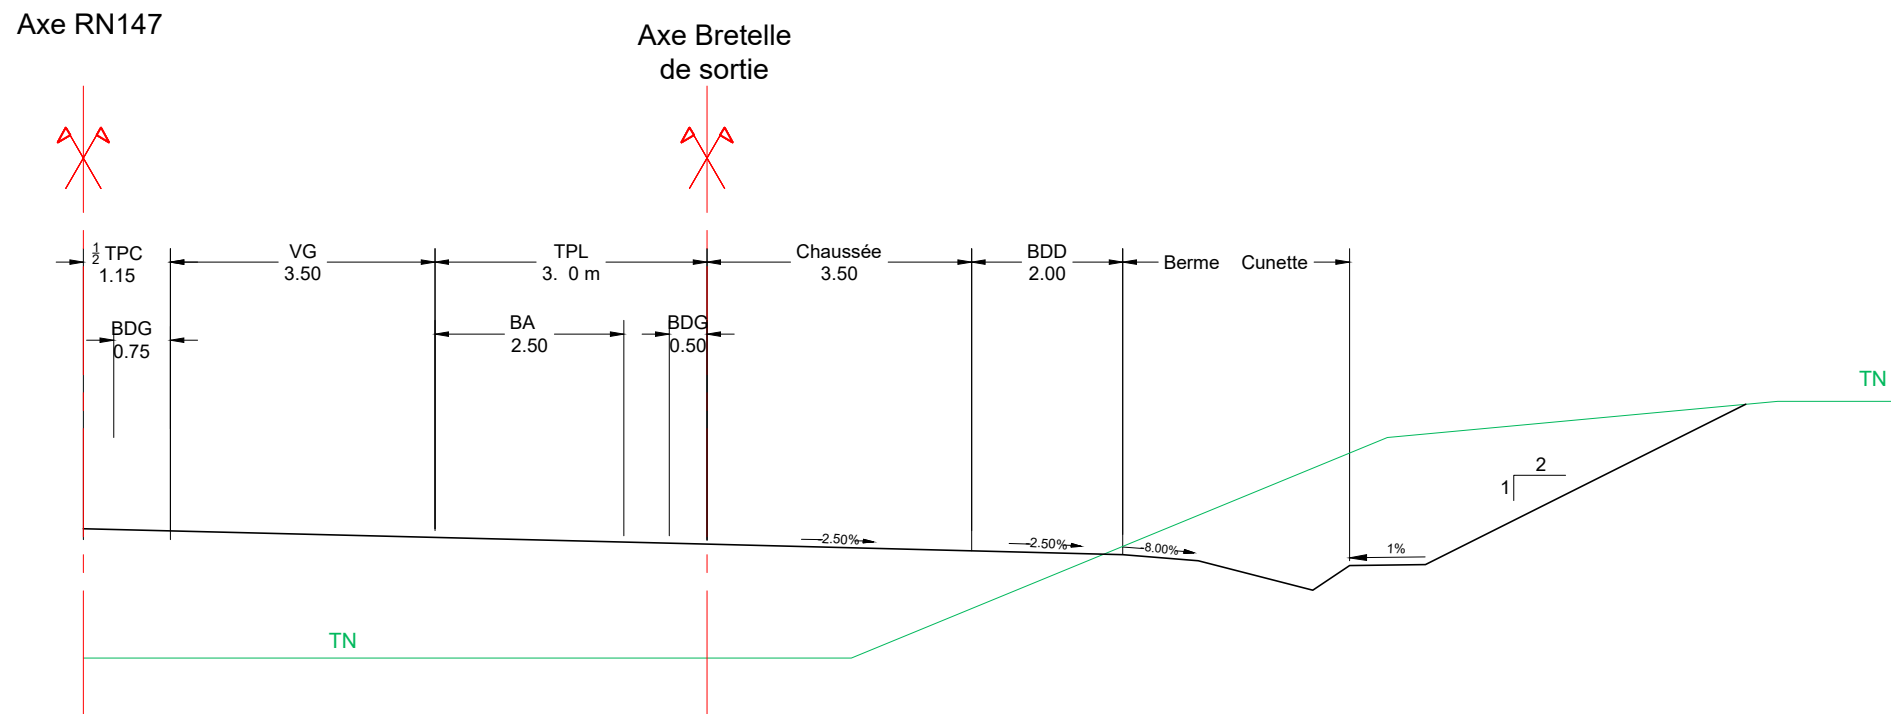 Axe RN147
Axe Bretelle
de sortie
1/2 TPC
1.15
VG
3.50
TPL
3. 0 m
Chaussée
3.50
BDD
2.00
Berme Cunette
BDG
0.75
BA
2.50
BDG
0.50
TN
2
1
-2.50%
-2.50%
-8.00%
1%
TN